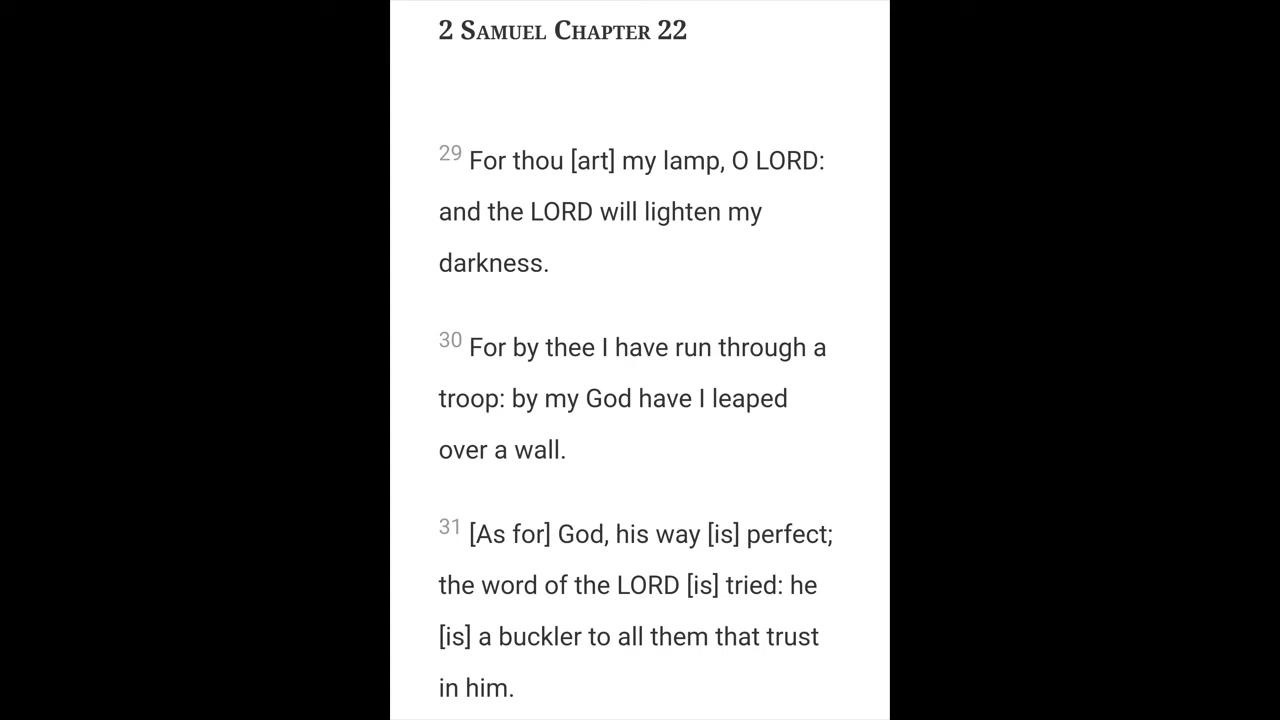 2 Samuel Chapter 22
29 For thou [art] my lamp, O LORD:
and the LORD will lighten my
darkness.
30 For by thee I have run through a
troop: by my God have I leaped
over a wall.
31 [As for] God, his way [is] perfect;
the word of the LORD [is] tried: he
[is] a buckler to all them that trust
in him.